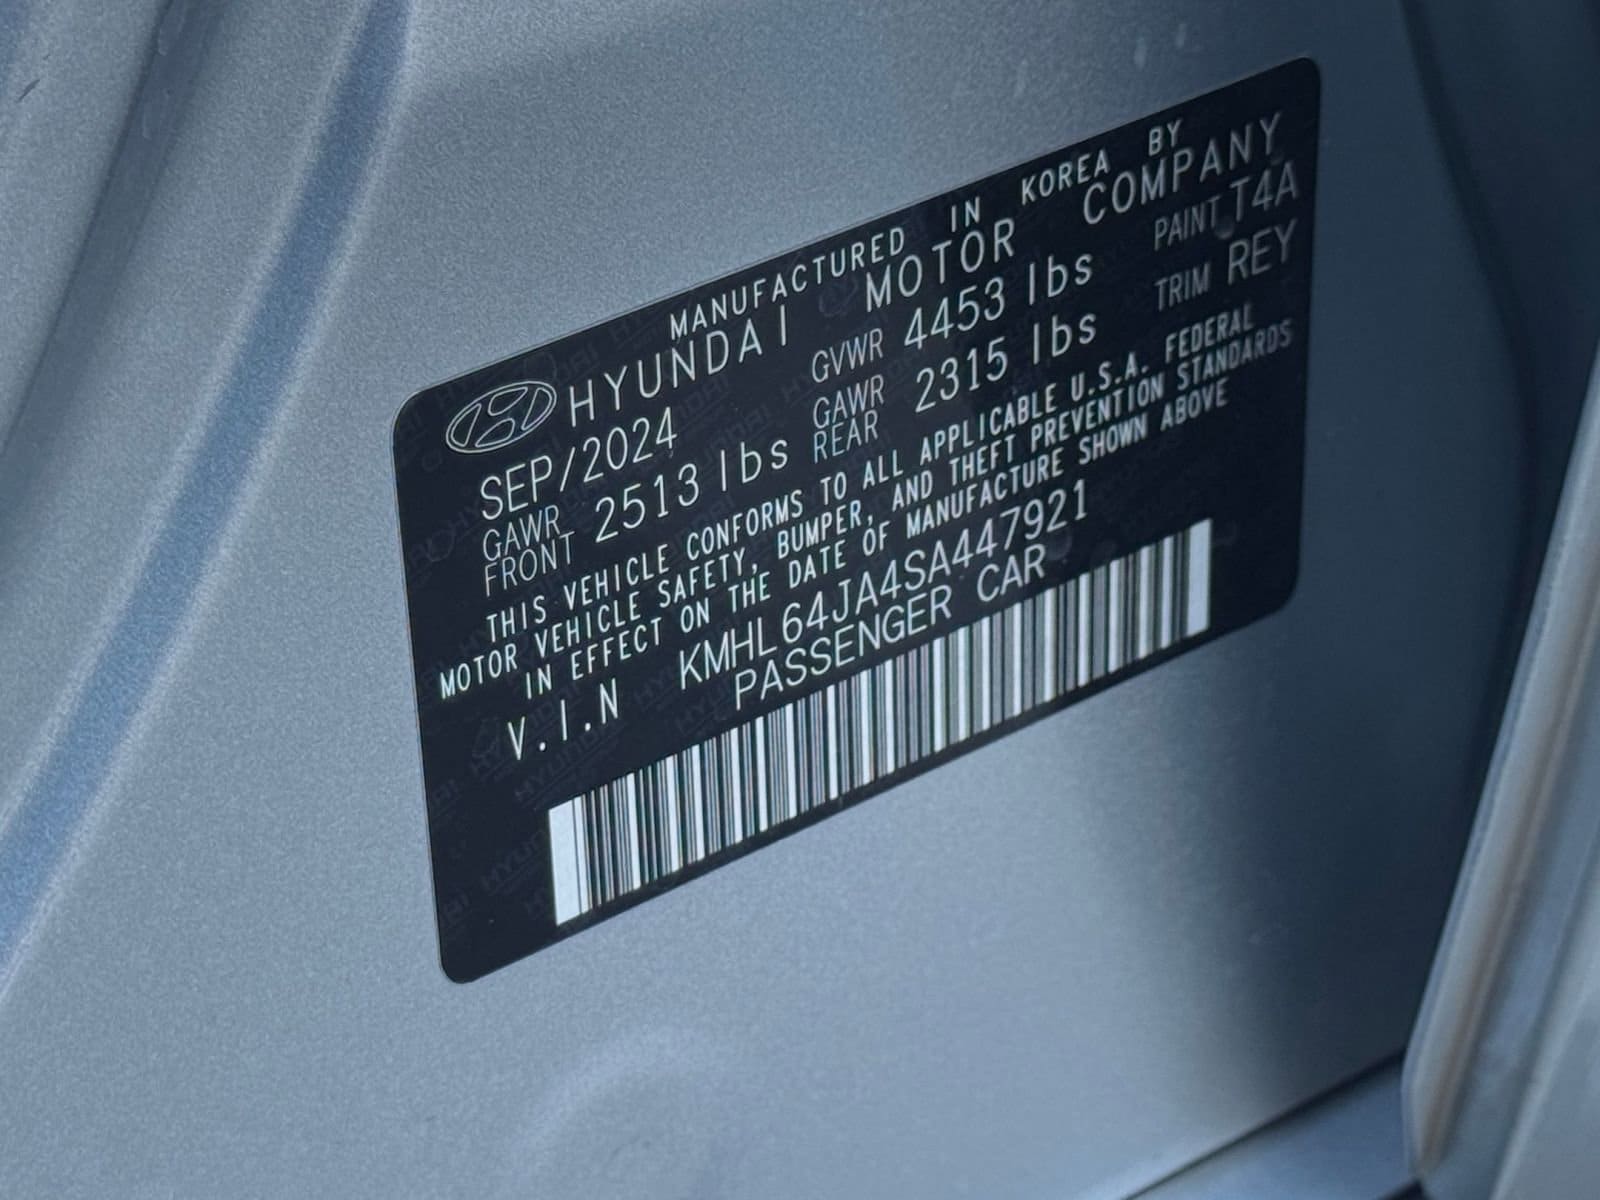 MANUFACTURED IN KOREA BY
HYUNDAI MOTOR COMPANY
SEP/2024 GVWR 4453 lbs PAINT T4A
GAWR FRONT 2513 lbs GAWR REAR 2315 lbs TRIM REY
THIS VEHICLE CONFORMS TO ALL APPLICABLE U.S.A. FEDERAL
MOTOR VEHICLE SAFETY, BUMPER, AND THEFT PREVENTION STANDARDS
IN EFFECT ON THE DATE OF MANUFACTURE SHOWN ABOVE
V.I.N KMHL64JA4SA447921
PASSENGER CAR